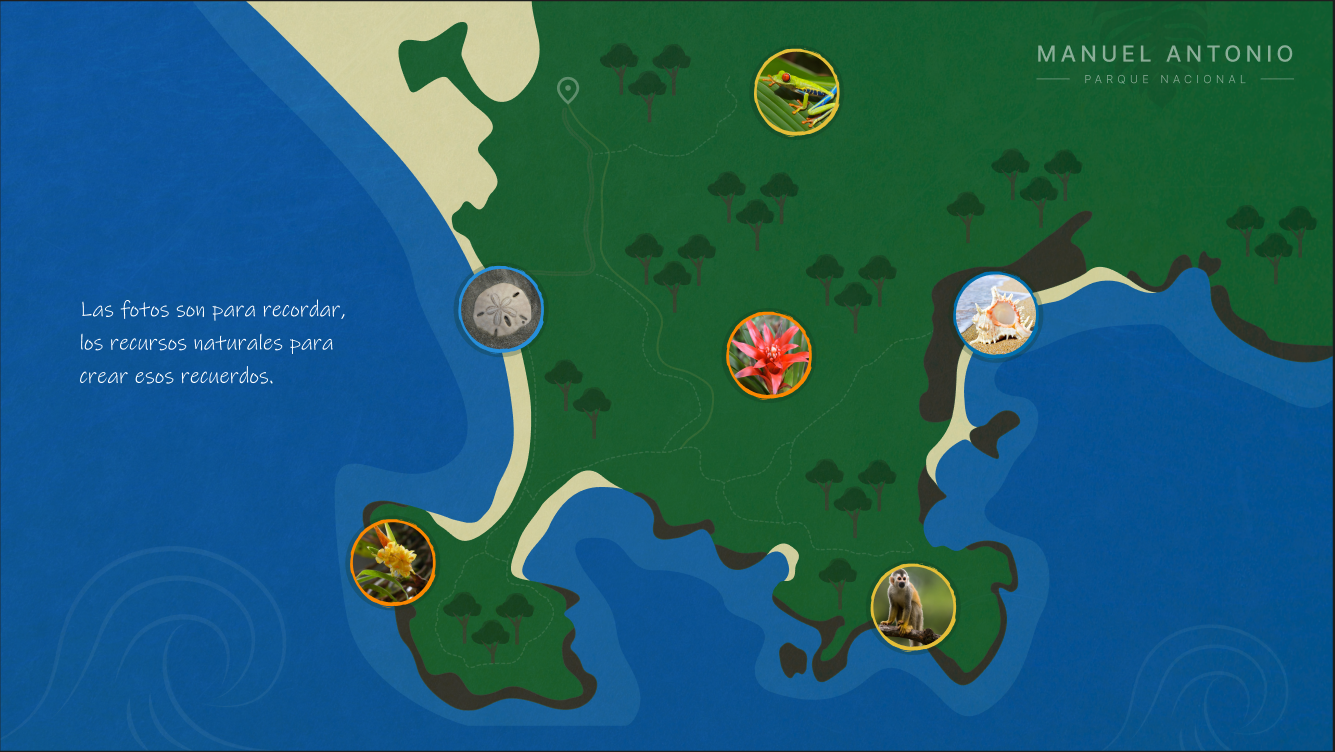 MANUEL ANTONIO
PARQUE NACIONAL
Las fotos son para recordar,
los recursos naturales para
crear esos recuerdos.